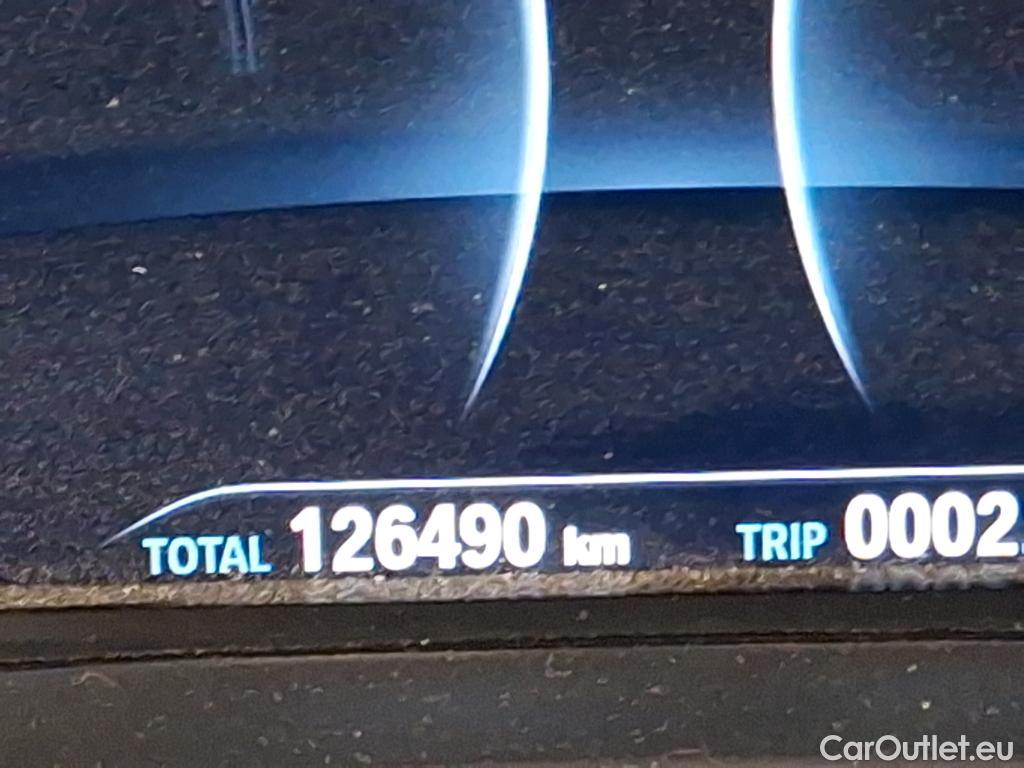 TOTAL 126490 km TRIP 0002.
CarOutlet.eu